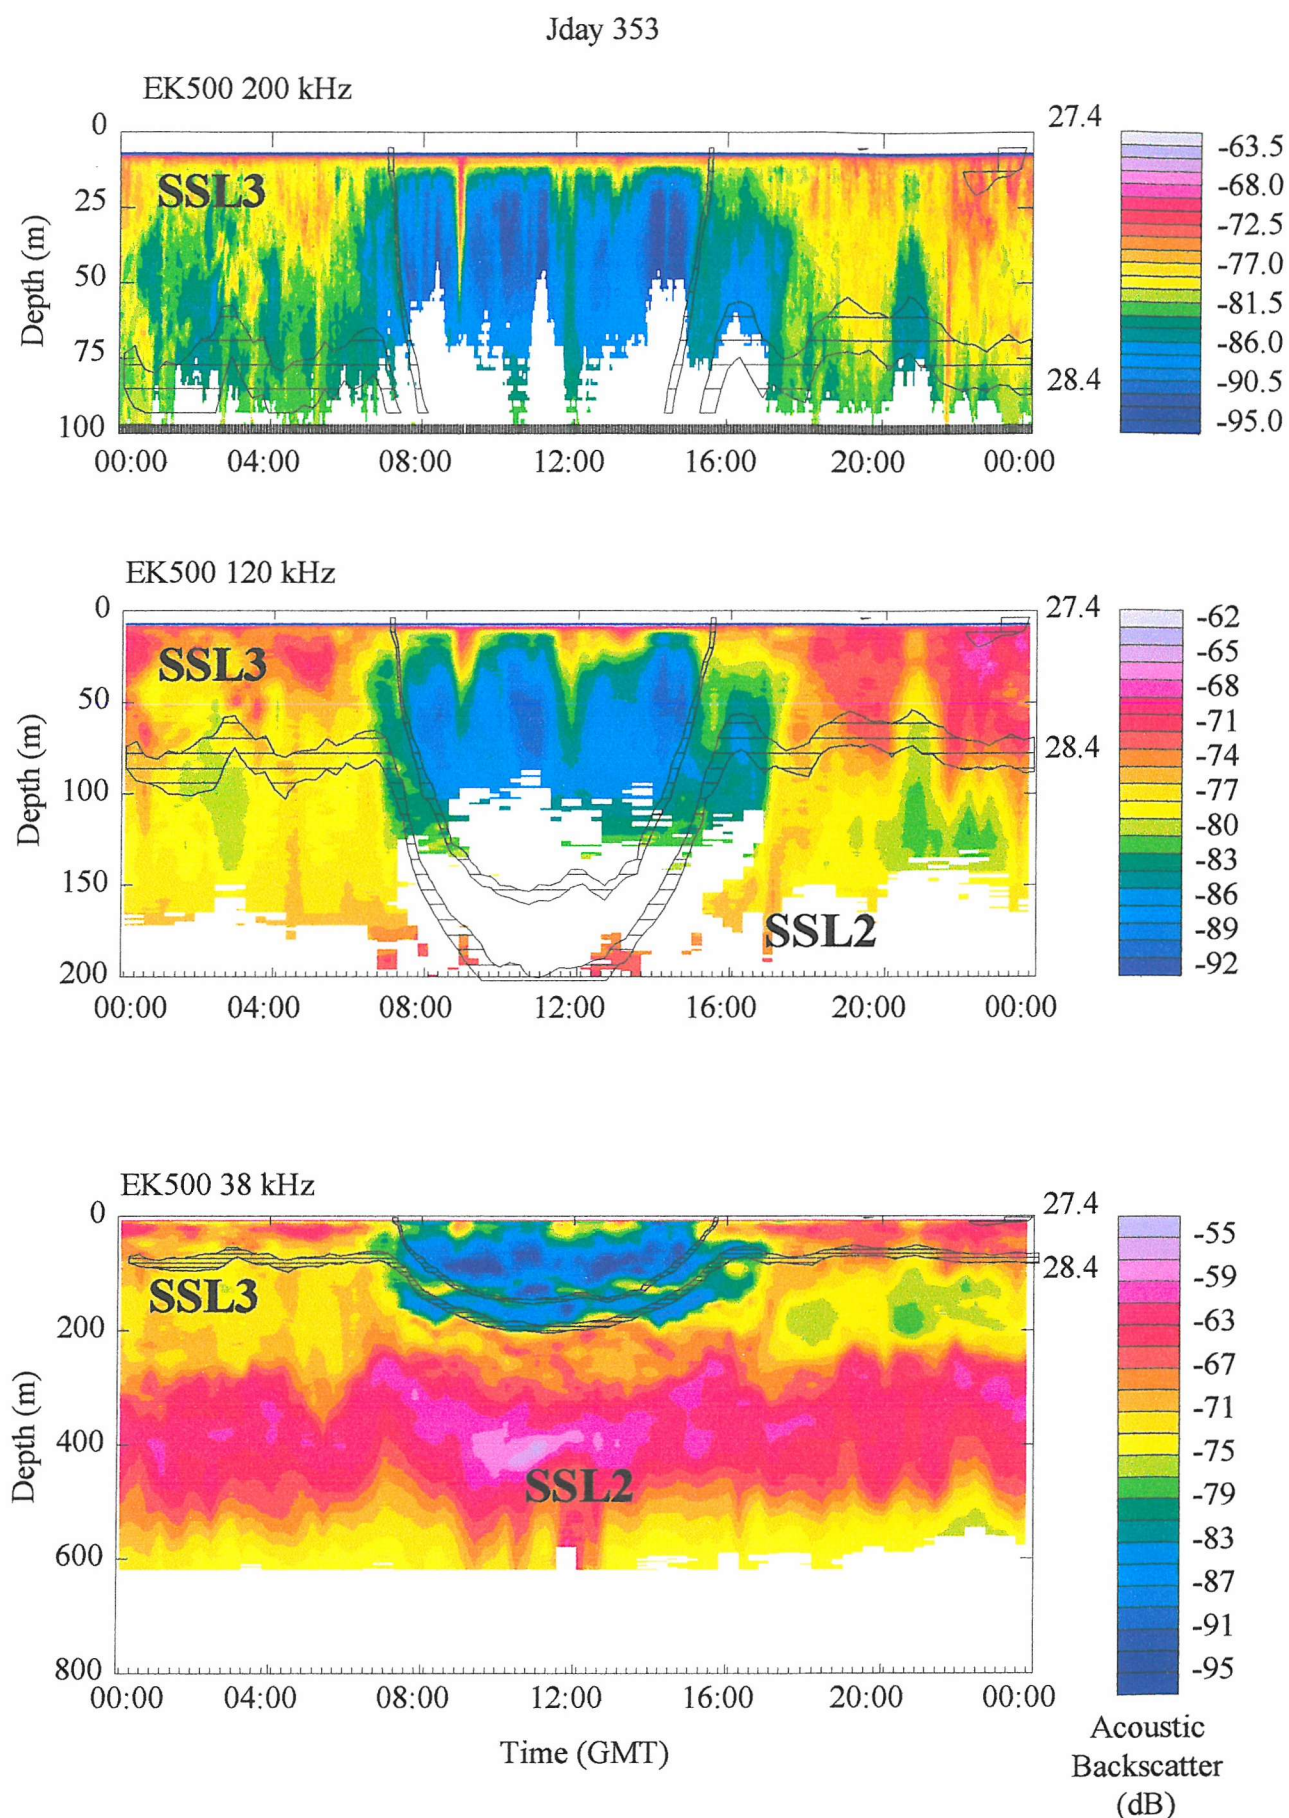 Jday 353
EK500 200 kHz
0
25
50
75
100
Depth (m)
SSL3
27.4
28.4
-63.5
-68.0
-72.5
-77.0
-81.5
-86.0
-90.5
-95.0
00:00 04:00 08:00 12:00 16:00 20:00 00:00
EK500 120 kHz
0
50
100
150
200
Depth (m)
SSL3
SSL2
27.4
28.4
-62
-65
-68
-71
-74
-77
-80
-83
-86
-89
-92
00:00 04:00 08:00 12:00 16:00 20:00 00:00
EK500 38 kHz
0
200
400
600
800
Depth (m)
SSL3
SSL2
27.4
28.4
-55
-59
-63
-67
-71
-75
-79
-83
-87
-91
-95
00:00 04:00 08:00 12:00 16:00 20:00 00:00
Time (GMT)
Acoustic
Backscatter
(dB)